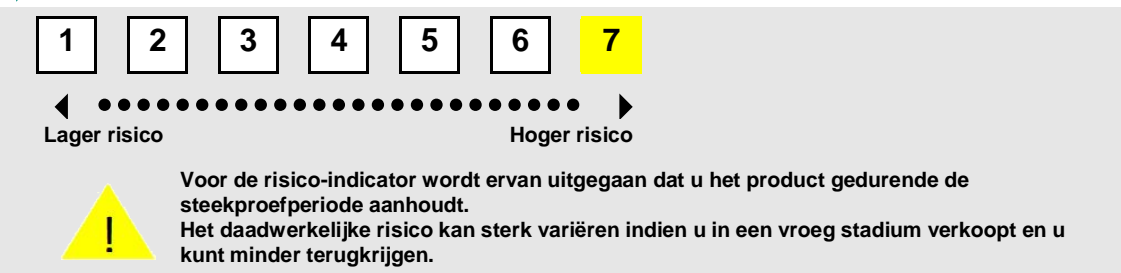 1 2 3 4 5 6 7
Lager risico Hoger risico
! Voor de risico-indicator wordt ervan uitgegaan dat u het product gedurende de
steekproefperiode aanhoudt.
Het daadwerkelijke risico kan sterk variëren indien u in een vroeg stadium verkoopt en u
kunt minder terugkrijgen.